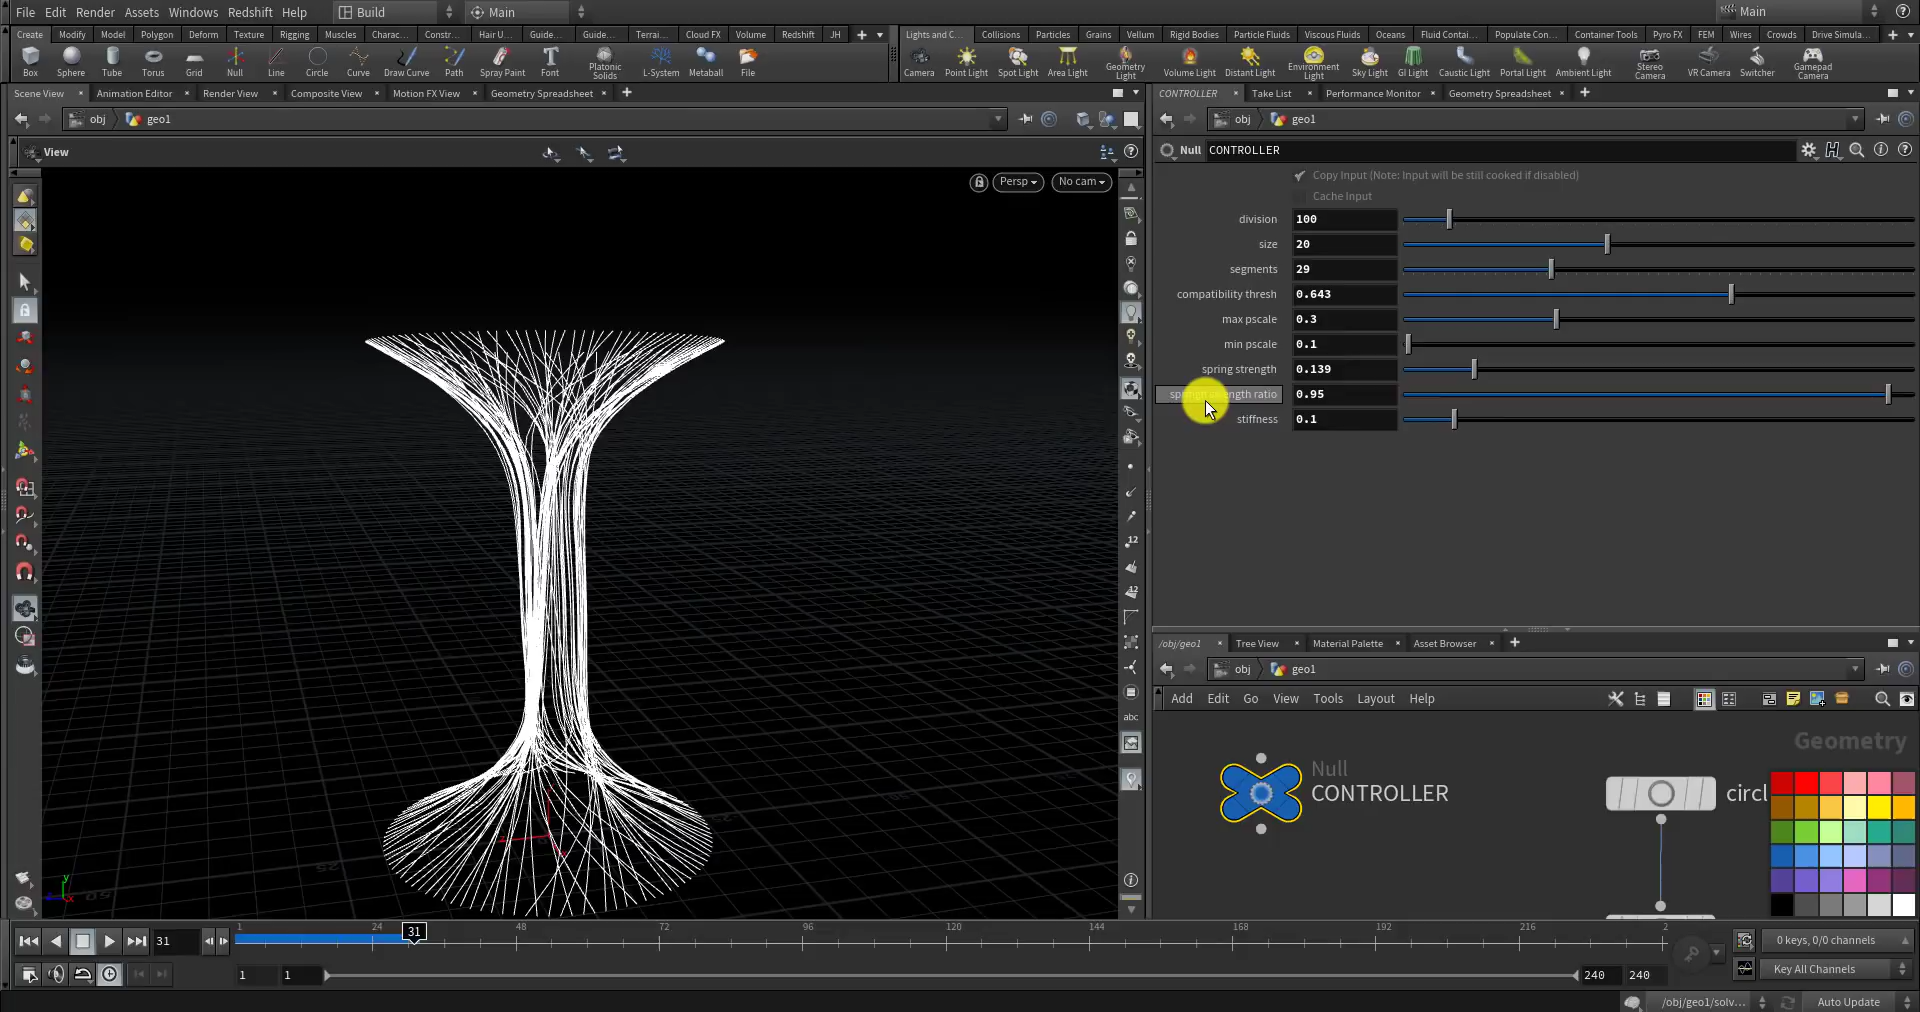 File Edit Render Assets Windows Redshift Help Build Main Main
Create Modify Model Polygon Deform Texture Rigging Muscles Charac... Constr... Hair U... Guide... Guide... Terrai... Cloud FX Volume Redshift JH
Lights and C... Collisions Particles Grains Vellum Rigid Bodies Particle Fluids Viscous Fluids Oceans Fluid Contai... Populate Con... Container Tools Pyro FX FEM Wires Crowds Drive Simula...
Box Sphere Tube Torus Grid Null Line Circle Curve Draw Curve Path Spray Paint Font Platonic Solids L-System Metaball File
Camera Point Light Spot Light Area Light Geometry Light Volume Light Distant Light Environment Light Sky Light GI Light Caustic Light Portal Light Ambient Light Stereo Camera VR Camera Switcher Gamepad Camera
Scene View Animation Editor Render View Composite View Motion FX View Geometry Spreadsheet
CONTROLLER Take List Performance Monitor Geometry Spreadsheet
obj geo1
obj geo1
View
Null CONTROLLER
Persp No cam
Copy Input (Note: Input will be still cooked if disabled)
Cache Input
division 100
size 20
segments 29
compatibility thresh 0.643
max pscale 0.3
min pscale 0.1
spring strength 0.139
ratio 0.95
stiffness 0.1
12
12
abc
/obj/geo1 Tree View Material Palette Asset Browser
obj geo1
Add Edit Go View Tools Layout Help
Geometry
Null
CONTROLLER
circl
25
50
y
x
z
31
1 24 31 48 72 96 120 144 168 192 216 2
0 keys, 0/0 channels
1 1 240 240
Key All Channels
/obj/geo1/solv... Auto Update